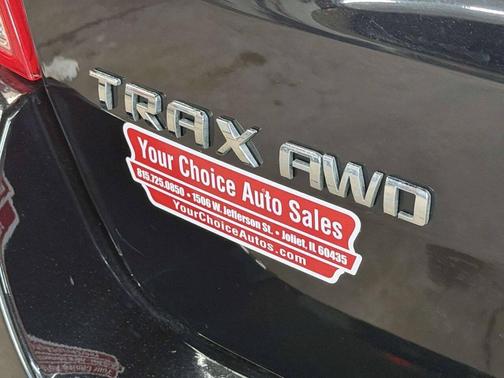 TRAX AWD
Your Choice Auto Sales
815.725.0850 • 1506 W. Jefferson St. • Joliet, IL 60435
YourChoiceAutos.com